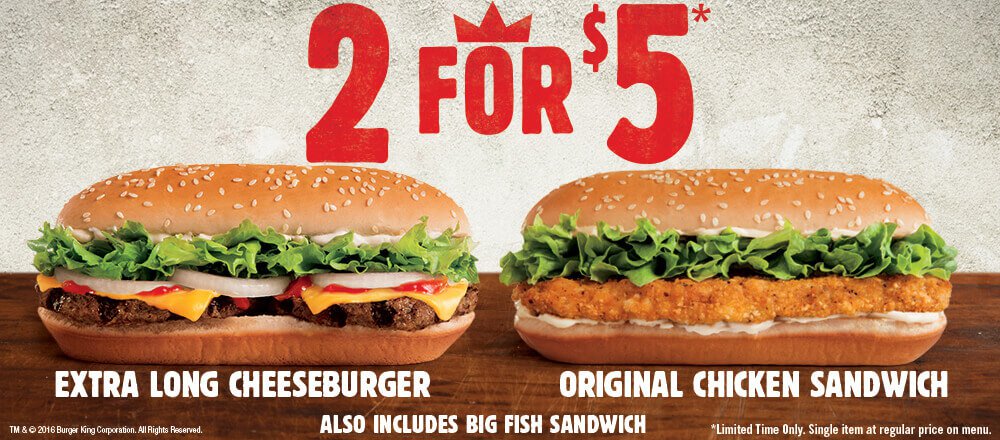 2 FOR $5*
EXTRA LONG CHEESEBURGER
ORIGINAL CHICKEN SANDWICH
ALSO INCLUDES BIG FISH SANDWICH
TM & © 2016 Burger King Corporation. All Rights Reserved.
*Limited Time Only. Single item at regular price on menu.